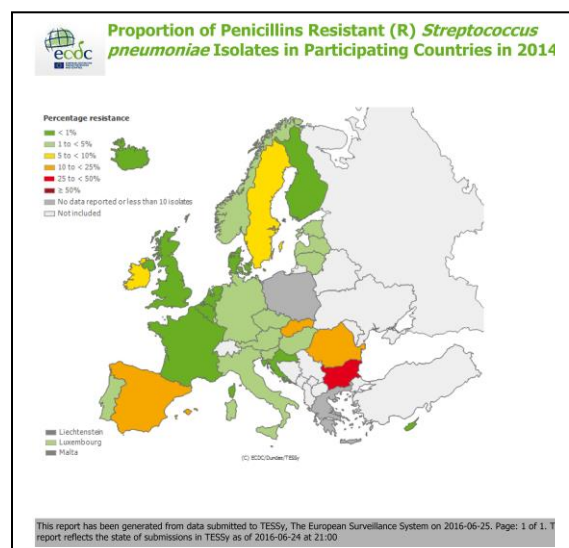 Proportion of Penicillins Resistant (R) Streptococcus
pneumoniae Isolates in Participating Countries in 2014
ecdc
Percentage resistance
< 1%
1 to < 5%
5 to < 10%
10 to < 25%
25 to < 50%
≥ 50%
No data reported or less than 10 isolates
Not included
Liechtenstein
Luxembourg
Malta
(C) ECDC/Dundas/TESSy
This report has been generated from data submitted to TESSy, The European Surveillance System on 2016-06-25. Page: 1 of 1. T
report reflects the state of submissions in TESSy as of 2016-06-24 at 21:00